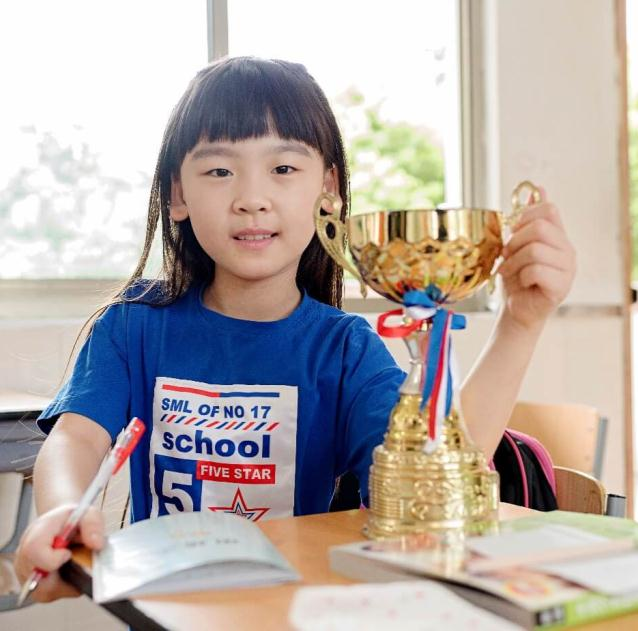 SML OF NO 17
school
FIVE STAR
5